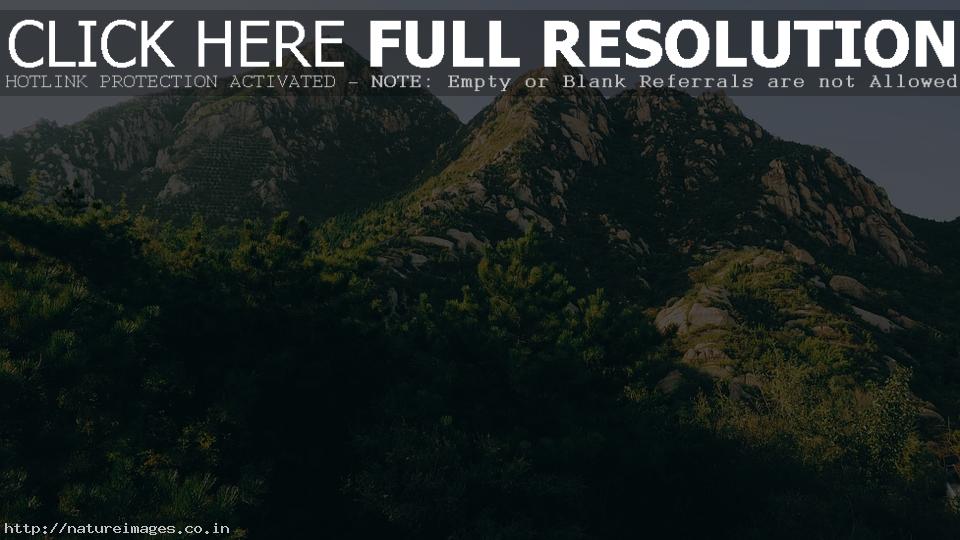 CLICK HERE FULL RESOLUTION
HOTLINK PROTECTION ACTIVATED - NOTE: Empty or Blank Referrals are not Allowed
http://natureimages.co.in